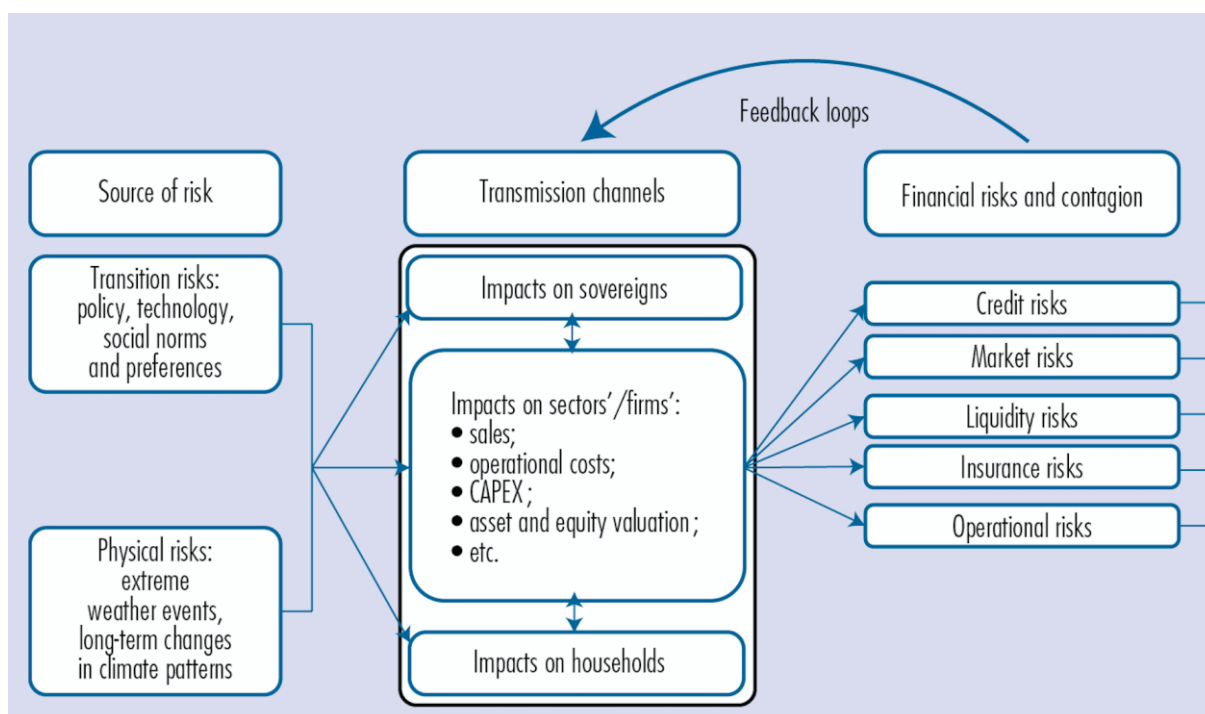 Feedback loops
Source of risk
Transmission channels
Financial risks and contagion
Transition risks:
policy, technology,
social norms
and preferences
Physical risks:
extreme
weather events,
long-term changes
in climate patterns
Impacts on sovereigns
Impacts on sectors’/firms’:
• sales;
• operational costs;
• CAPEX ;
• asset and equity valuation ;
• etc.
Impacts on households
Credit risks
Market risks
Liquidity risks
Insurance risks
Operational risks